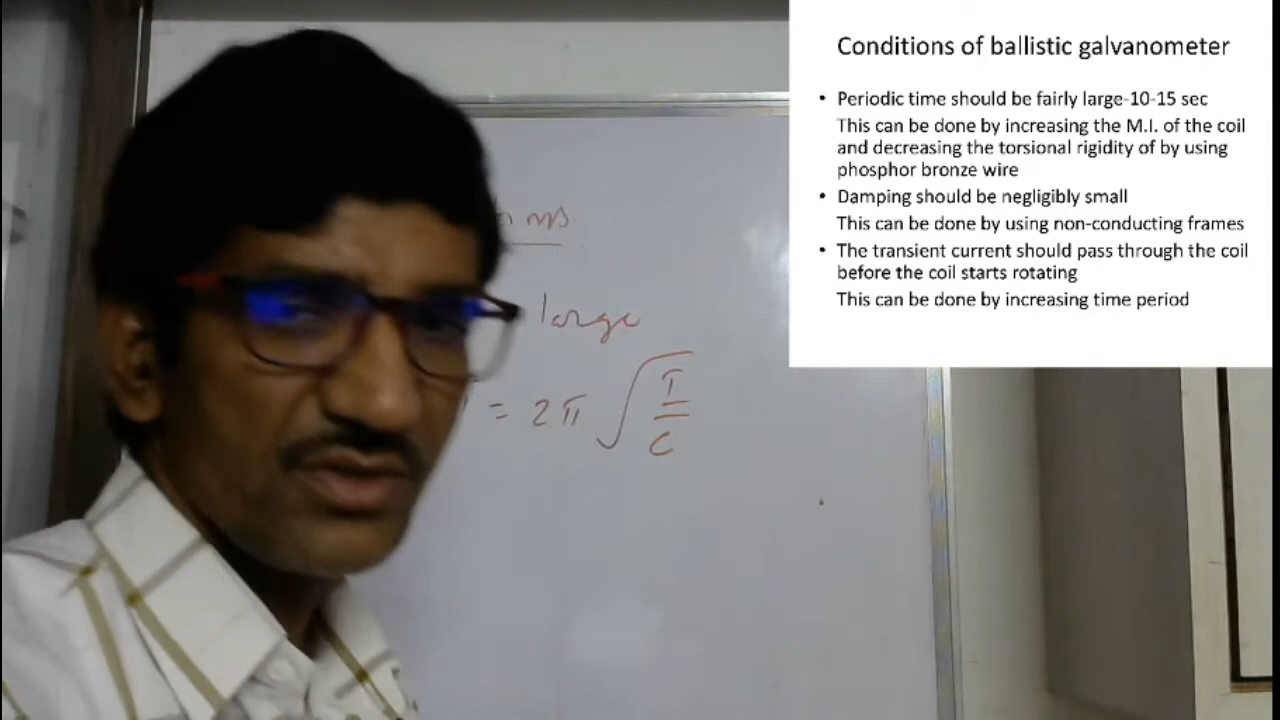 Conditions of ballistic galvanometer
• Periodic time should be fairly large-10-15 sec
This can be done by increasing the M.I. of the coil
and decreasing the torsional rigidity of by using
phosphor bronze wire
• Damping should be negligibly small
This can be done by using non-conducting frames
• The transient current should pass through the coil
before the coil starts rotating
This can be done by increasing time period
large
= 2π √ I
C